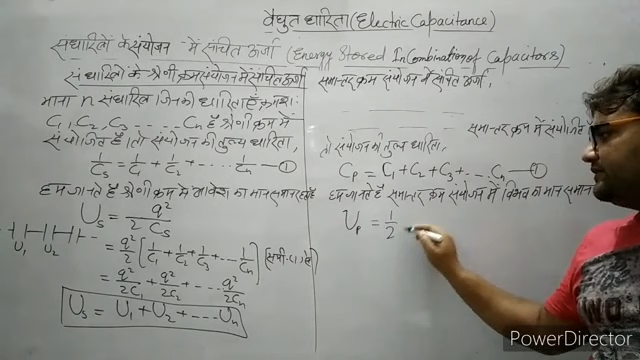 वैद्युत धारिता (Electric Capacitance)
संधारित्रों के संयोजन में संचित ऊर्जा (Energy Stored In Combination of Capacitors)
संधारित्रों के श्रेणी क्रम संयोजन में संचित ऊर्जा
माना n संधारित्र जिनकी धारिताएं क्रमशः
C₁, C₂, C₃ ...... Cn हैं श्रेणी क्रम में
संयोजित हैं। तो संयोजन की तुल्य धारिता,
1/Cs = 1/C₁ + 1/C₂ + ... 1/Cn —①
हम जानते हैं श्रेणी क्रम में आवेश का मान समान
Us = q²/2Cs
U₁ U₂
= q²/2 [1/C₁ + 1/C₂ + 1/C₃ + ... 1/Cn]
= q²/2C₁ + q²/2C₂ + ... q²/2Cn
Us = U₁ + U₂ + ... Un
समान्तर क्रम संयोजन में संचित ऊर्जा,
समान्तर क्रम में संयोजित हैं
तो संयोजन की तुल्य धारिता,
Cp = C₁ + C₂ + C₃ + ... Cn —①
हम जानते हैं समान्तर क्रम संयोजन में विभव का मान समान
Up = 1/2
PowerDirector